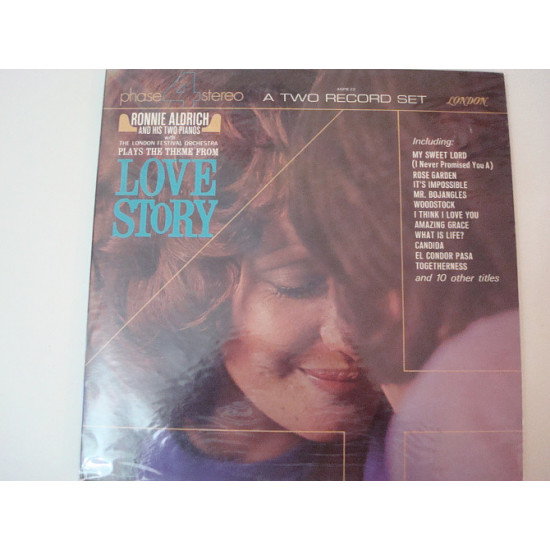 phase 4 stereo
A TWO RECORD SET
LONDON
RONNIE ALDRICH
AND HIS TWO PIANOS
with
THE LONDON FESTIVAL ORCHESTRA
PLAYS THE THEME FROM
LOVE
STORY
Including:
MY SWEET LORD
(I Never Promised You A)
ROSE GARDEN
IT'S IMPOSSIBLE
MR. BOJANGLES
WOODSTOCK
I THINK I LOVE YOU
AMAZING GRACE
WHAT IS LIFE?
CANDIDA
EL CONDOR PASA
TOGETHERNESS
and 10 other titles